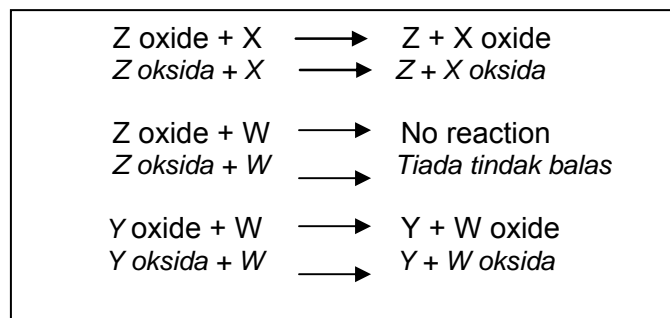 Z oxide + X ⟶ Z + X oxide
Z oksida + X ⟶ Z + X oksida
Z oxide + W ⟶ No reaction
Z oksida + W ⟶ Tiada tindak balas
Y oxide + W ⟶ Y + W oxide
Y oksida + W ⟶ Y + W oksida